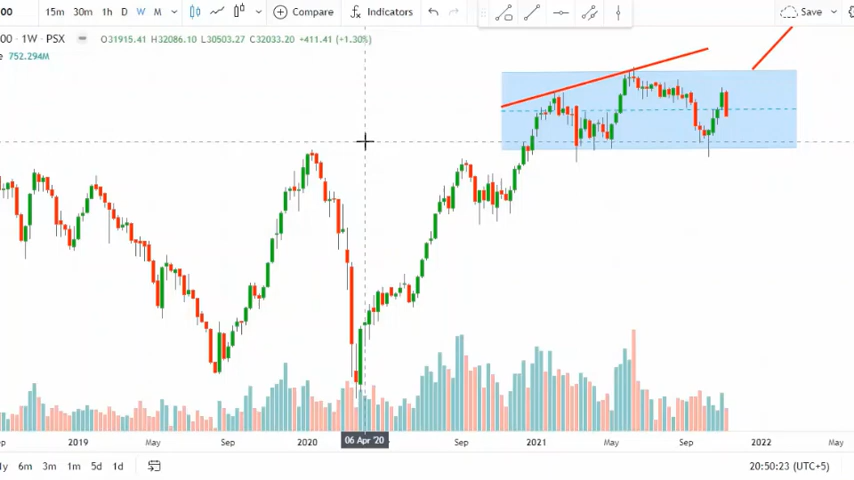 00 15m 30m 1h D W M Compare Indicators Save
00 · 1W · PSX O31915.41 H32086.10 L30503.27 C32033.20 +411.41 (+1.30%)
752.294M
2019 May Sep 2020 06 Apr '20 Sep 2021 May Sep 2022 May
6m 3m 1m 5d 1d 20:50:23 (UTC+5)